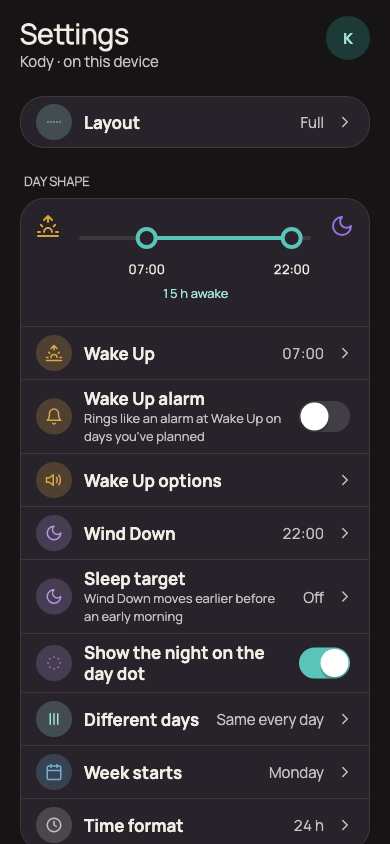 Settings
K
Kody · on this device
Layout
Full
DAY SHAPE
07:00
22:00
15 h awake
Wake Up
07:00
Wake Up alarm
Rings like an alarm at Wake Up on
days you've planned
Wake Up options
Wind Down
22:00
Sleep target
Wind Down moves earlier before
an early morning
Off
Show the night on the
day dot
Different days
Same every day
Week starts
Monday
Time format
24 h